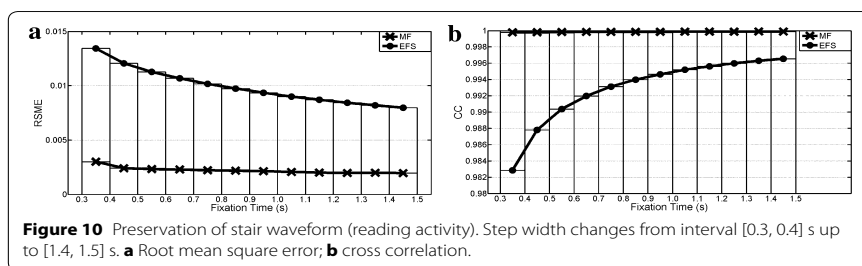 a
0.015
0.01
0.005
0
RSME
MF
EFS
0.3 0.4 0.5 0.6 0.7 0.8 0.9 1.0 1.1 1.2 1.3 1.4 1.5
Fixation Time (s)
b
1
0.998
0.996
0.994
0.992
0.99
0.988
0.986
0.984
0.982
0.98
CC
MF
EFS
0.3 0.4 0.5 0.6 0.7 0.8 0.9 1.0 1.1 1.2 1.3 1.4 1.5
Fixation Time (s)
Figure 10 Preservation of stair waveform (reading activity). Step width changes from interval [0.3, 0.4] s up
to [1.4, 1.5] s. a Root mean square error; b cross correlation.